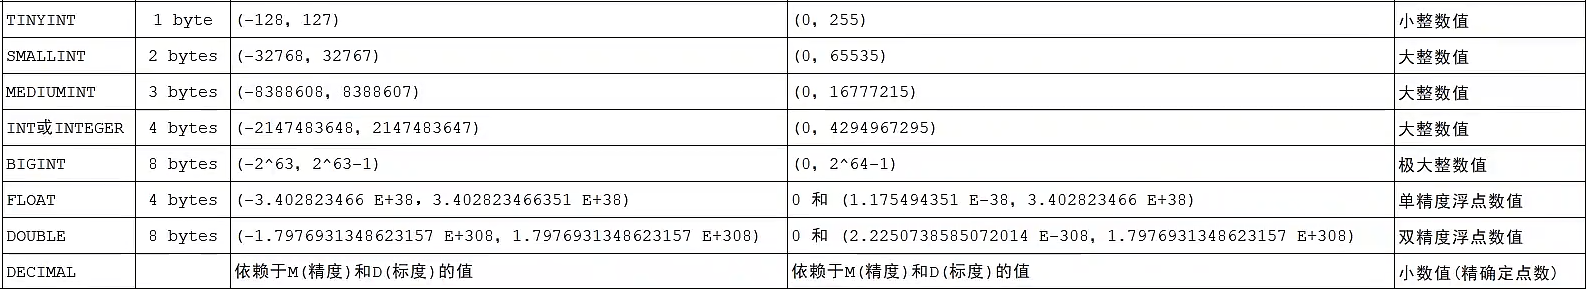 TINYINT 1 byte (-128, 127) (0, 255) 小整数值
SMALLINT 2 bytes (-32768, 32767) (0, 65535) 大整数值
MEDIUMINT 3 bytes (-8388608, 8388607) (0, 16777215) 大整数值
INT或INTEGER 4 bytes (-2147483648, 2147483647) (0, 4294967295) 大整数值
BIGINT 8 bytes (-2^63, 2^63-1) (0, 2^64-1) 极大整数值
FLOAT 4 bytes (-3.402823466 E+38, 3.402823466351 E+38) 0 和 (1.175494351 E-38, 3.402823466 E+38) 单精度浮点数值
DOUBLE 8 bytes (-1.7976931348623157 E+308, 1.7976931348623157 E+308) 0 和 (2.2250738585072014 E-308, 1.7976931348623157 E+308) 双精度浮点数值
DECIMAL 依赖于M(精度)和D(标度)的值 依赖于M(精度)和D(标度)的值 小数值(精确定点数)